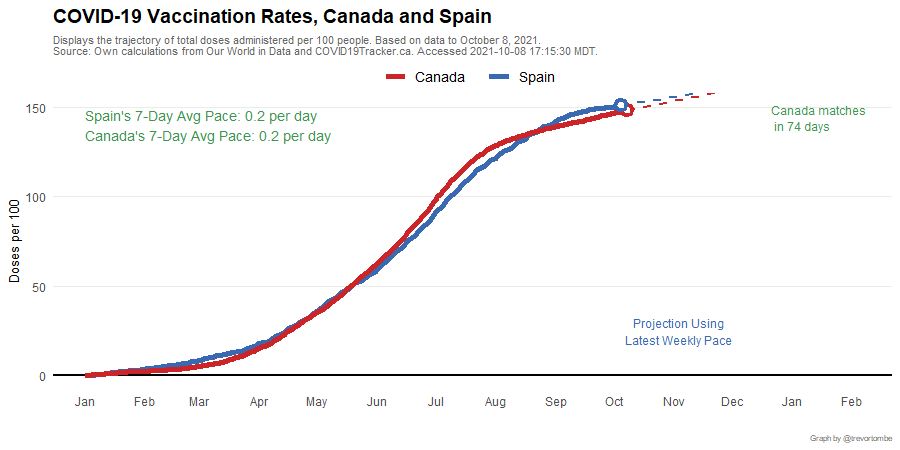 COVID-19 Vaccination Rates, Canada and Spain
Displays the trajectory of total doses administered per 100 people. Based on data to October 8, 2021.
Source: Own calculations from Our World in Data and COVID19Tracker.ca. Accessed 2021-10-08 17:15:30 MDT.
Canada Spain
150
Spain's 7-Day Avg Pace: 0.2 per day
Canada's 7-Day Avg Pace: 0.2 per day
Canada matches
in 74 days
100
Doses per 100
50
Projection Using
Latest Weekly Pace
0
Jan Feb Mar Apr May Jun Jul Aug Sep Oct Nov Dec Jan Feb
Graph by @trevortombe